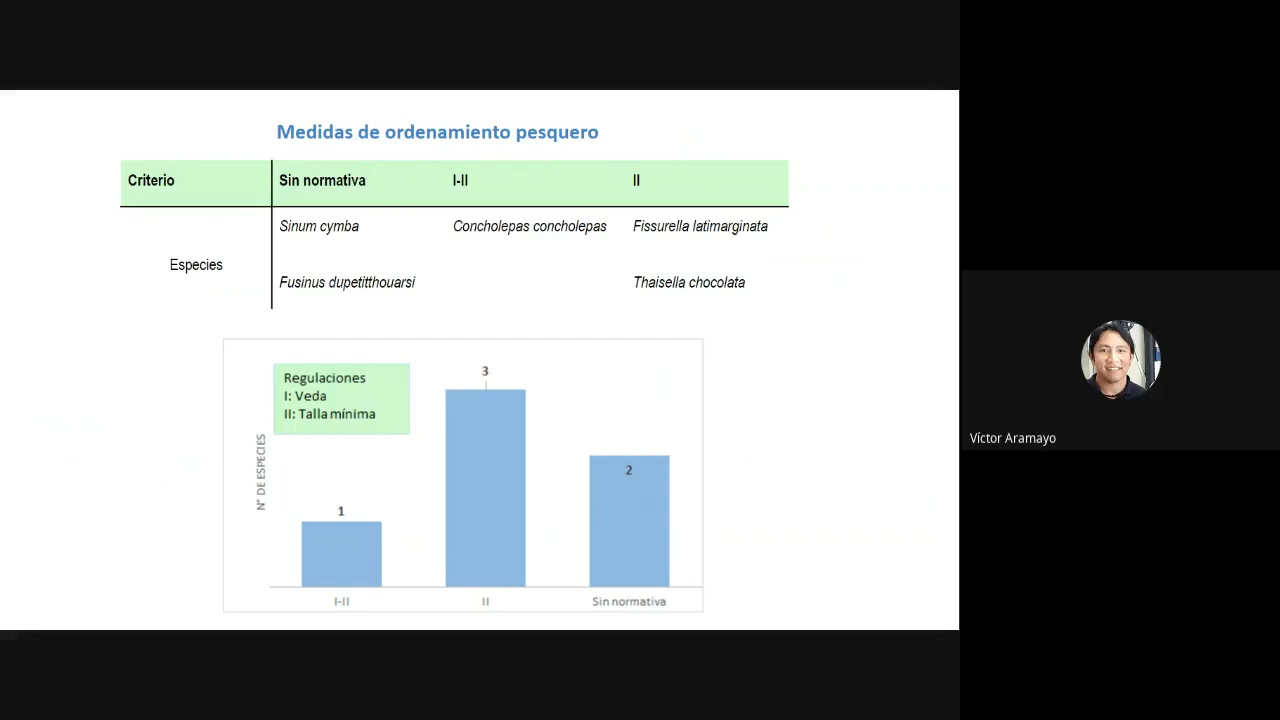 Medidas de ordenamiento pesquero
Criterio Sin normativa I-II II
Sinum cymba Concholepas concholepas Fissurella latimarginata
Especies
Fusinus dupetitthouarsi Thaisella chocolata
Regulaciones
I: Veda
II: Talla mínima
N° DE ESPECIES
1
3
2
I-II II Sin normativa
Víctor Aramayo